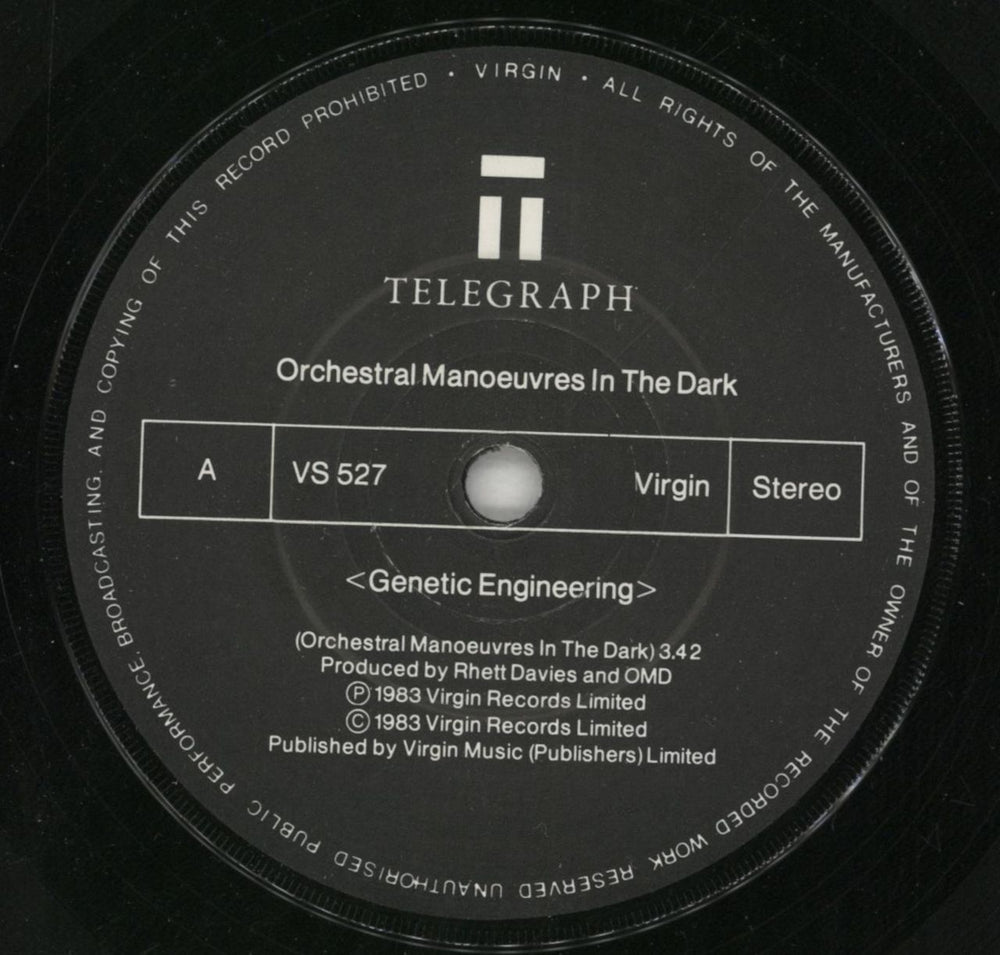 VIRGIN · ALL RIGHTS OF THE MANUFACTURERS AND OF THE OWNER OF THE RECORDED WORK RESERVED UNAUTHORISED PUBLIC PERFORMANCE, BROADCASTING, AND COPYING OF THIS RECORD PROHIBITED ·
TELEGRAPH
Orchestral Manoeuvres In The Dark
A VS 527 Virgin Stereo
<Genetic Engineering>
(Orchestral Manoeuvres In The Dark) 3.42
Produced by Rhett Davies and OMD
Ⓟ 1983 Virgin Records Limited
© 1983 Virgin Records Limited
Published by Virgin Music (Publishers) Limited